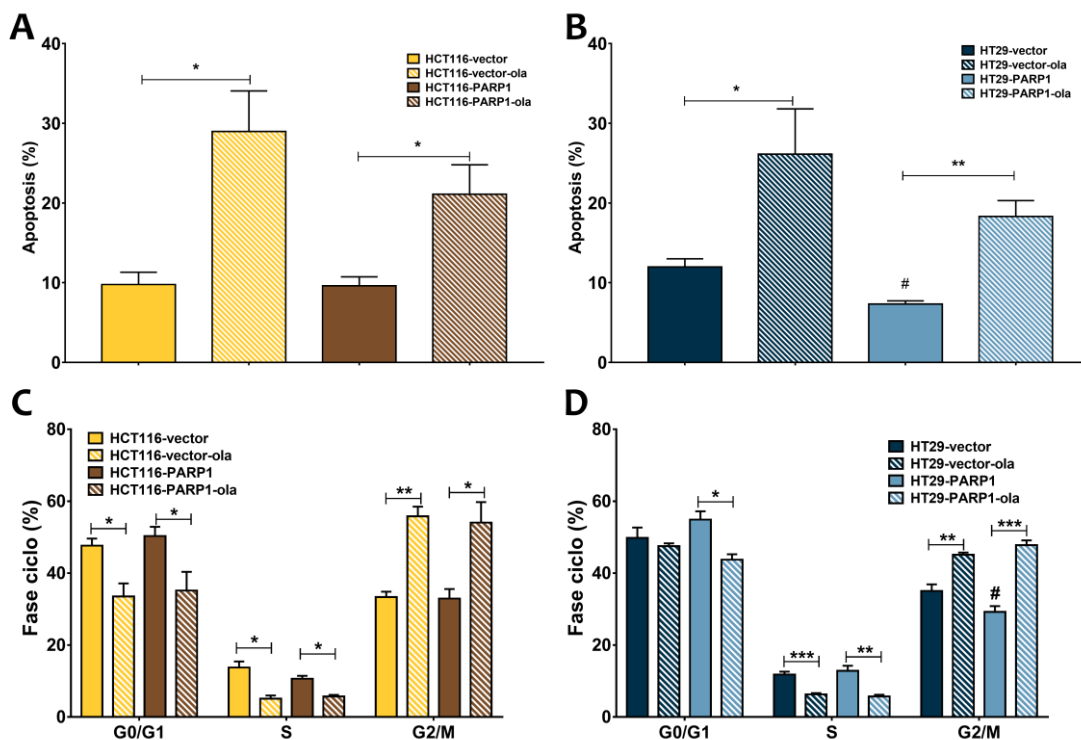 A
Apoptosis (%)
40
30
20
10
0
*
*
HCT116-vector
HCT116-vector-ola
HCT116-PARP1
HCT116-PARP1-ola
B
Apoptosis (%)
40
30
20
10
0
*
**
#
HT29-vector
HT29-vector-ola
HT29-PARP1
HT29-PARP1-ola
C
Fase ciclo (%)
80
60
40
20
0
HCT116-vector
HCT116-vector-ola
HCT116-PARP1
HCT116-PARP1-ola
*
*
*
*
**
*
G0/G1
S
G2/M
D
Fase ciclo (%)
80
60
40
20
0
HT29-vector
HT29-vector-ola
HT29-PARP1
HT29-PARP1-ola
*
***
**
**
***
#
G0/G1
S
G2/M